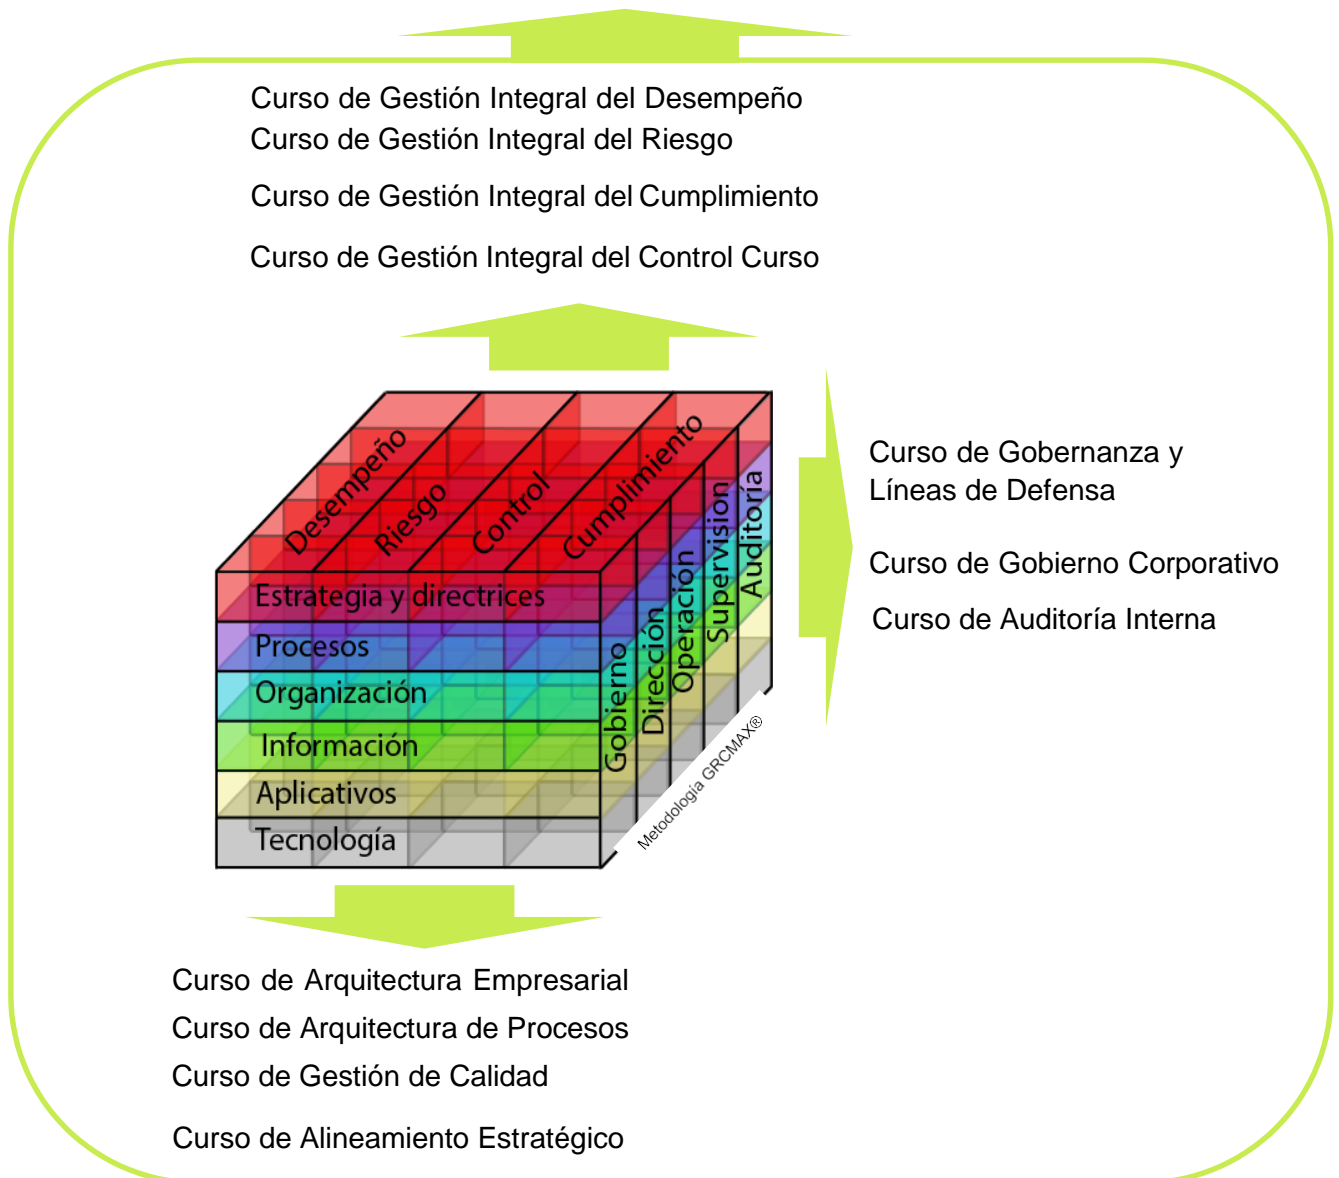 Curso de Gestión Integral del Desempeño
Curso de Gestión Integral del Riesgo
Curso de Gestión Integral del Cumplimiento
Curso de Gestión Integral del Control Curso
Desempeño
Riesgo
Control
Cumplimiento
Estrategia y directrices
Procesos
Organización
Información
Aplicativos
Tecnología
Gobierno
Dirección
Operación
Supervisión
Auditoría
Metodología GRCMAX®
Curso de Gobernanza y
Líneas de Defensa
Curso de Gobierno Corporativo
Curso de Auditoría Interna
Curso de Arquitectura Empresarial
Curso de Arquitectura de Procesos
Curso de Gestión de Calidad
Curso de Alineamiento Estratégico